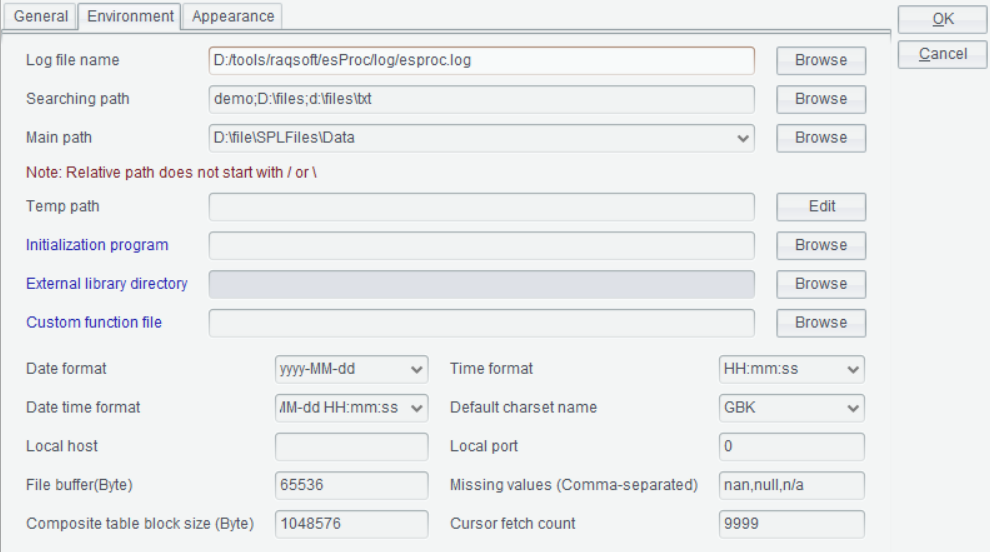 General Environment Appearance
OK
Cancel
Log file name D:/tools/raqsoft/esProc/log/esproc.log Browse
Searching path demo;D:\files;d:\files\txt Browse
Main path D:\file\SPLFiles\Data Browse
Note: Relative path does not start with / or \
Temp path Edit
Initialization program Browse
External library directory Browse
Custom function file Browse
Date format yyyy-MM-dd Time format HH:mm:ss
Date time format MM-dd HH:mm:ss Default charset name GBK
Local host Local port 0
File buffer(Byte) 65536 Missing values (Comma-separated) nan,null,n/a
Composite table block size (Byte) 1048576 Cursor fetch count 9999